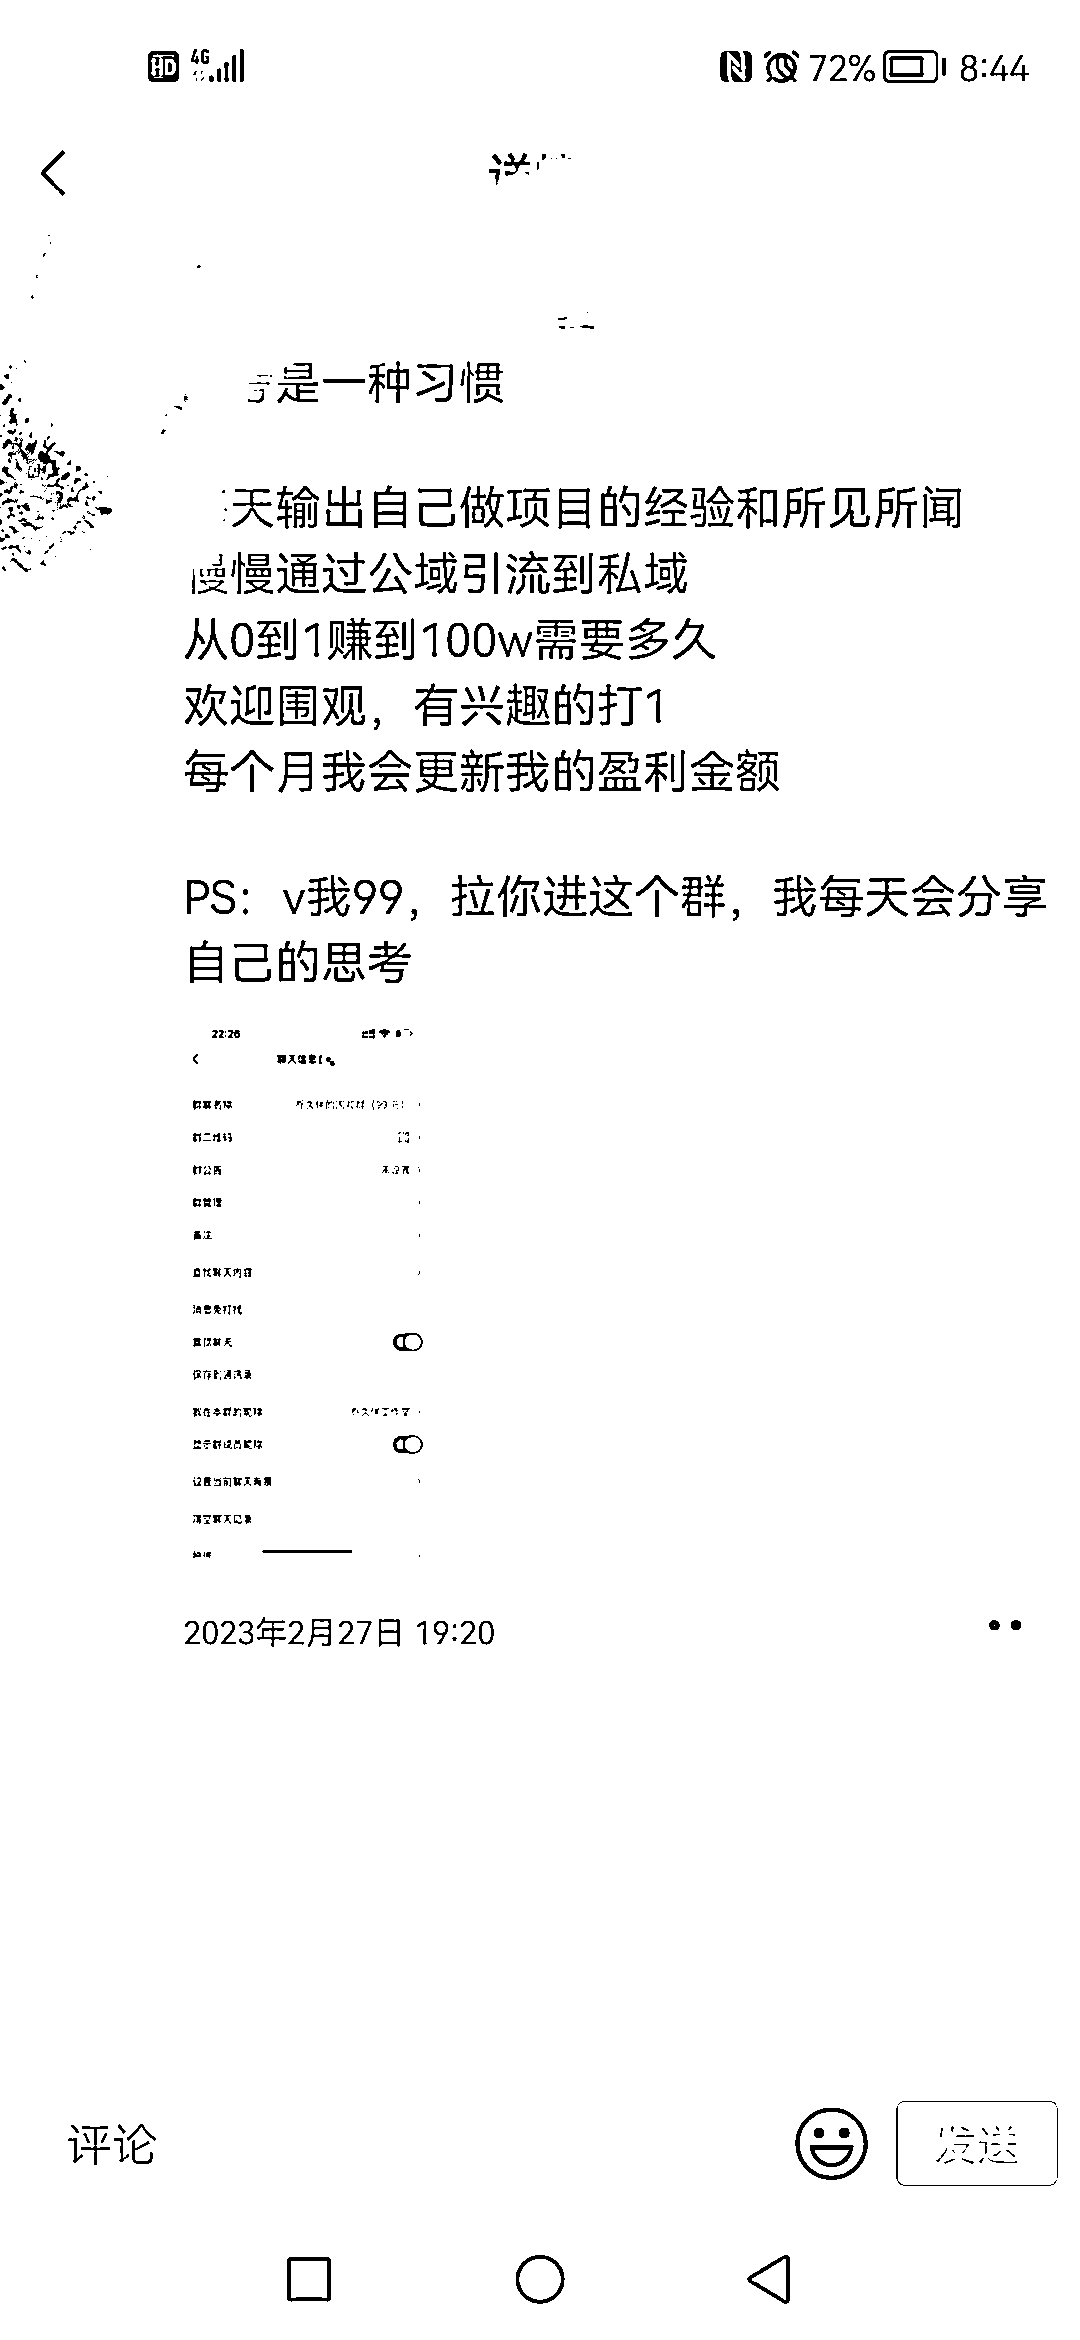 HD 4G 72% 8:44
是一种习惯
天输出自己做项目的经验和所见所闻
慢慢通过公域引流到私域
从0到1赚到100w需要多久
欢迎围观，有兴趣的打1
每个月我会更新我的盈利金额
PS：v我99，拉你进这个群，我每天会分享
自己的思考
22:26
聊天信息
群聊名称
群二维码
群公告 未设置
群管理
备注
查找聊天内容
消息免打扰
置顶聊天
保存到通讯录
我在本群的昵称
显示群成员昵称
设置当前聊天背景
清空聊天记录
2023年2月27日 19:20
评论 发送